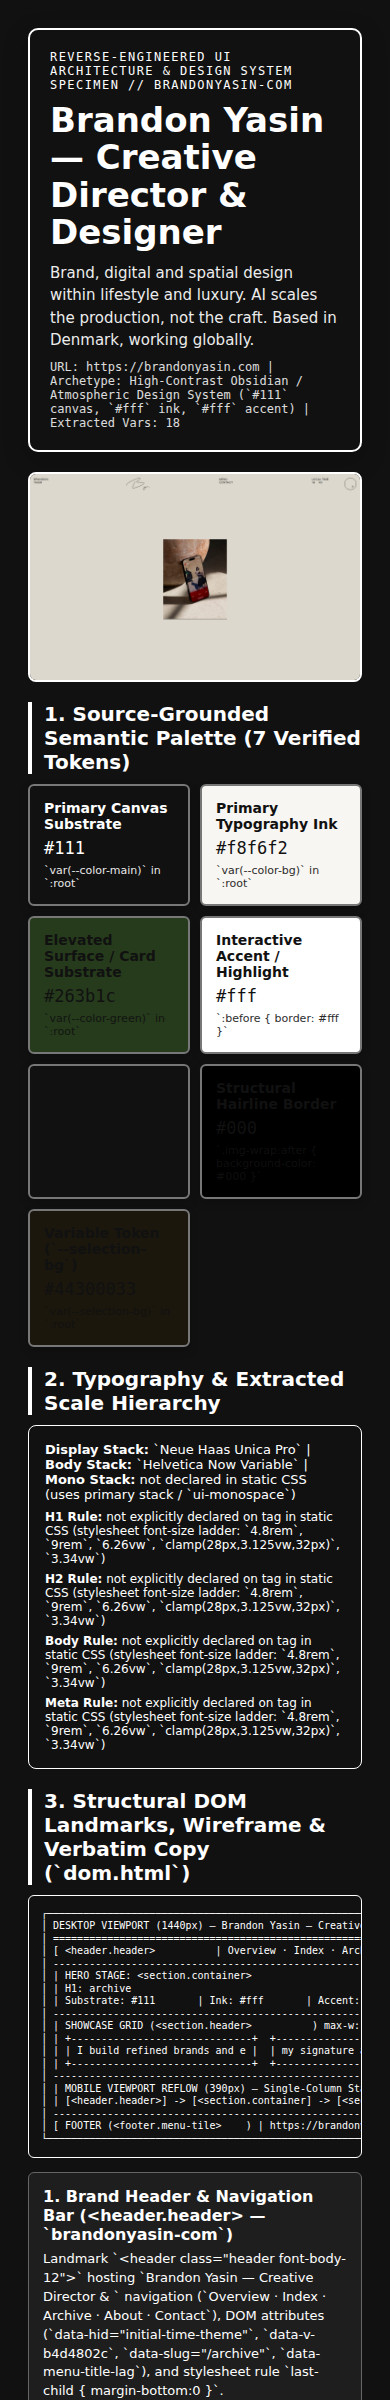 REVERSE-ENGINEERED UI
ARCHITECTURE & DESIGN SYSTEM
SPECIMEN // BRANDONYASIN-COM
Brandon Yasin
— Creative
Director &
Designer
Brand, digital and spatial design
within lifestyle and luxury. AI scales
the production, not the craft. Based in
Denmark, working globally.
URL: https://brandonyasin.com |
Archetype: High-Contrast Obsidian /
Atmospheric Design System (`#111`
canvas, `#fff` ink, `#fff` accent) |
Extracted Vars: 18
1. Source-Grounded
Semantic Palette (7 Verified
Tokens)
Primary Canvas
Substrate
#111
`var(--color-main)` in
`:root`
Primary
Typography Ink
#f8f6f2
`var(--color-bg)` in
`:root`
Elevated
Surface / Card
Substrate
#263b1c
`var(--color-green)` in
`:root`
Interactive
Accent /
Highlight
#fff
`:before { border: #fff
}`
Structural
Hairline Border
#000
`.img-wrap:after {
background-color:
#000 }`
Variable Token
(`--selection-
bg`)
#44300033
2. Typography & Extracted
Scale Hierarchy
Display Stack: `Neue Haas Unica Pro` |
Body Stack: `Helvetica Now Variable` |
Mono Stack: not declared in static CSS
(uses primary stack / `ui-monospace`)
H1 Rule: not explicitly declared on tag in static
CSS (stylesheet font-size ladder: `4.8rem`,
`9rem`, `6.26vw`, `clamp(28px,3.125vw,32px)`,
`3.34vw`)
H2 Rule: not explicitly declared on tag in static
CSS (stylesheet font-size ladder: `4.8rem`,
`9rem`, `6.26vw`, `clamp(28px,3.125vw,32px)`,
`3.34vw`)
Body Rule: not explicitly declared on tag in
static CSS (stylesheet font-size ladder: `4.8rem`,
`9rem`, `6.26vw`, `clamp(28px,3.125vw,32px)`,
`3.34vw`)
Meta Rule: not explicitly declared on tag in
static CSS (stylesheet font-size ladder: `4.8rem`,
`9rem`, `6.26vw`, `clamp(28px,3.125vw,32px)`,
`3.34vw`)
3. Structural DOM
Landmarks, Wireframe &
Verbatim Copy
(`dom.html`)
DESKTOP VIEWPORT (1440px) — Brandon Yasin — Creativ
[ <header.header> | Overview · Index · Arc
| HERO STAGE: <section.container>
| H1: archive
| Substrate: #111 | Ink: #fff | Accent:
| SHOWCASE GRID (<section.header> ) max-w:
| | I build refined brands and e | | my signature
| MOBILE VIEWPORT REFLOW (390px) — Single-Column St
| [<header.header>] -> [<section.container] -> [<se
[ FOOTER (<footer.menu-tile> ) | https://brandon
1. Brand Header & Navigation
Bar (<header.header> —
`brandonyasin-com`)
Landmark `<header class="header font-body-
12">` hosting `Brandon Yasin — Creative
Director & ` navigation (`Overview · Index ·
Archive · About · Contact`), DOM attributes
(`data-hid="initial-time-theme"`, `data-v-
b4d4802c`, `data-slug="/archive"`, `data-
menu-title-lag`), and stylesheet rule `last-
child { margin-bottom:0 }`.